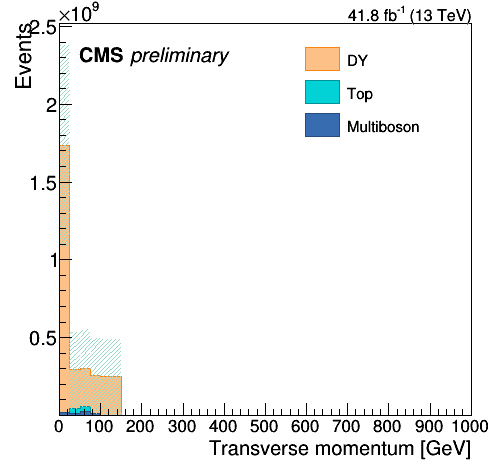 ×10⁹
41.8 fb⁻¹ (13 TeV)
Events
CMS preliminary
DY
Top
Multiboson
2.5
2
1.5
1
0.5
0 100 200 300 400 500 600 700 800 900 1000
Transverse momentum [GeV]